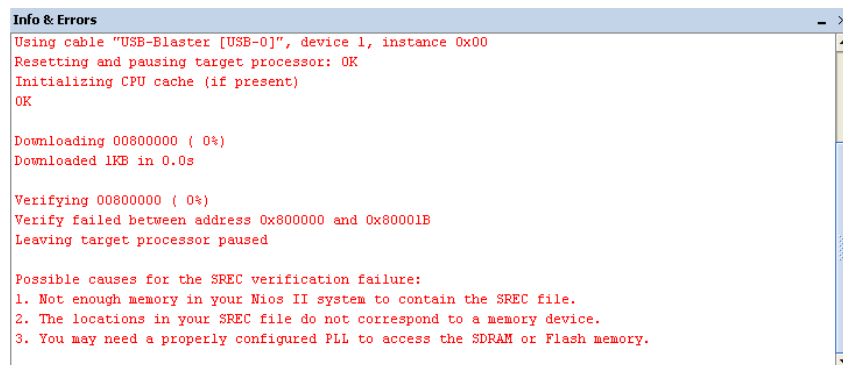 Info & Errors
Using cable "USB-Blaster [USB-0]", device 1, instance 0x00
Resetting and pausing target processor: OK
Initializing CPU cache (if present)
OK
Downloading 00800000 ( 0%)
Downloaded 1KB in 0.0s
Verifying 00800000 ( 0%)
Verify failed between address 0x800000 and 0x80001B
Leaving target processor paused
Possible causes for the SREC verification failure:
1. Not enough memory in your Nios II system to contain the SREC file.
2. The locations in your SREC file do not correspond to a memory device.
3. You may need a properly configured PLL to access the SDRAM or Flash memory.